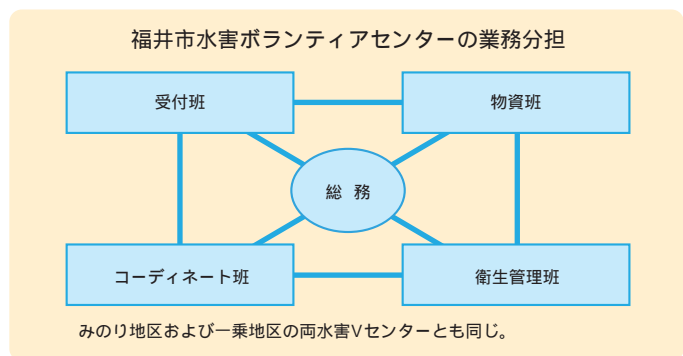 福井市水害ボランティアセンターの業務分担
受付班
物資班
総 務
コーディネート班
衛生管理班
みのり地区および一乗地区の両水害Vセンターとも同じ。